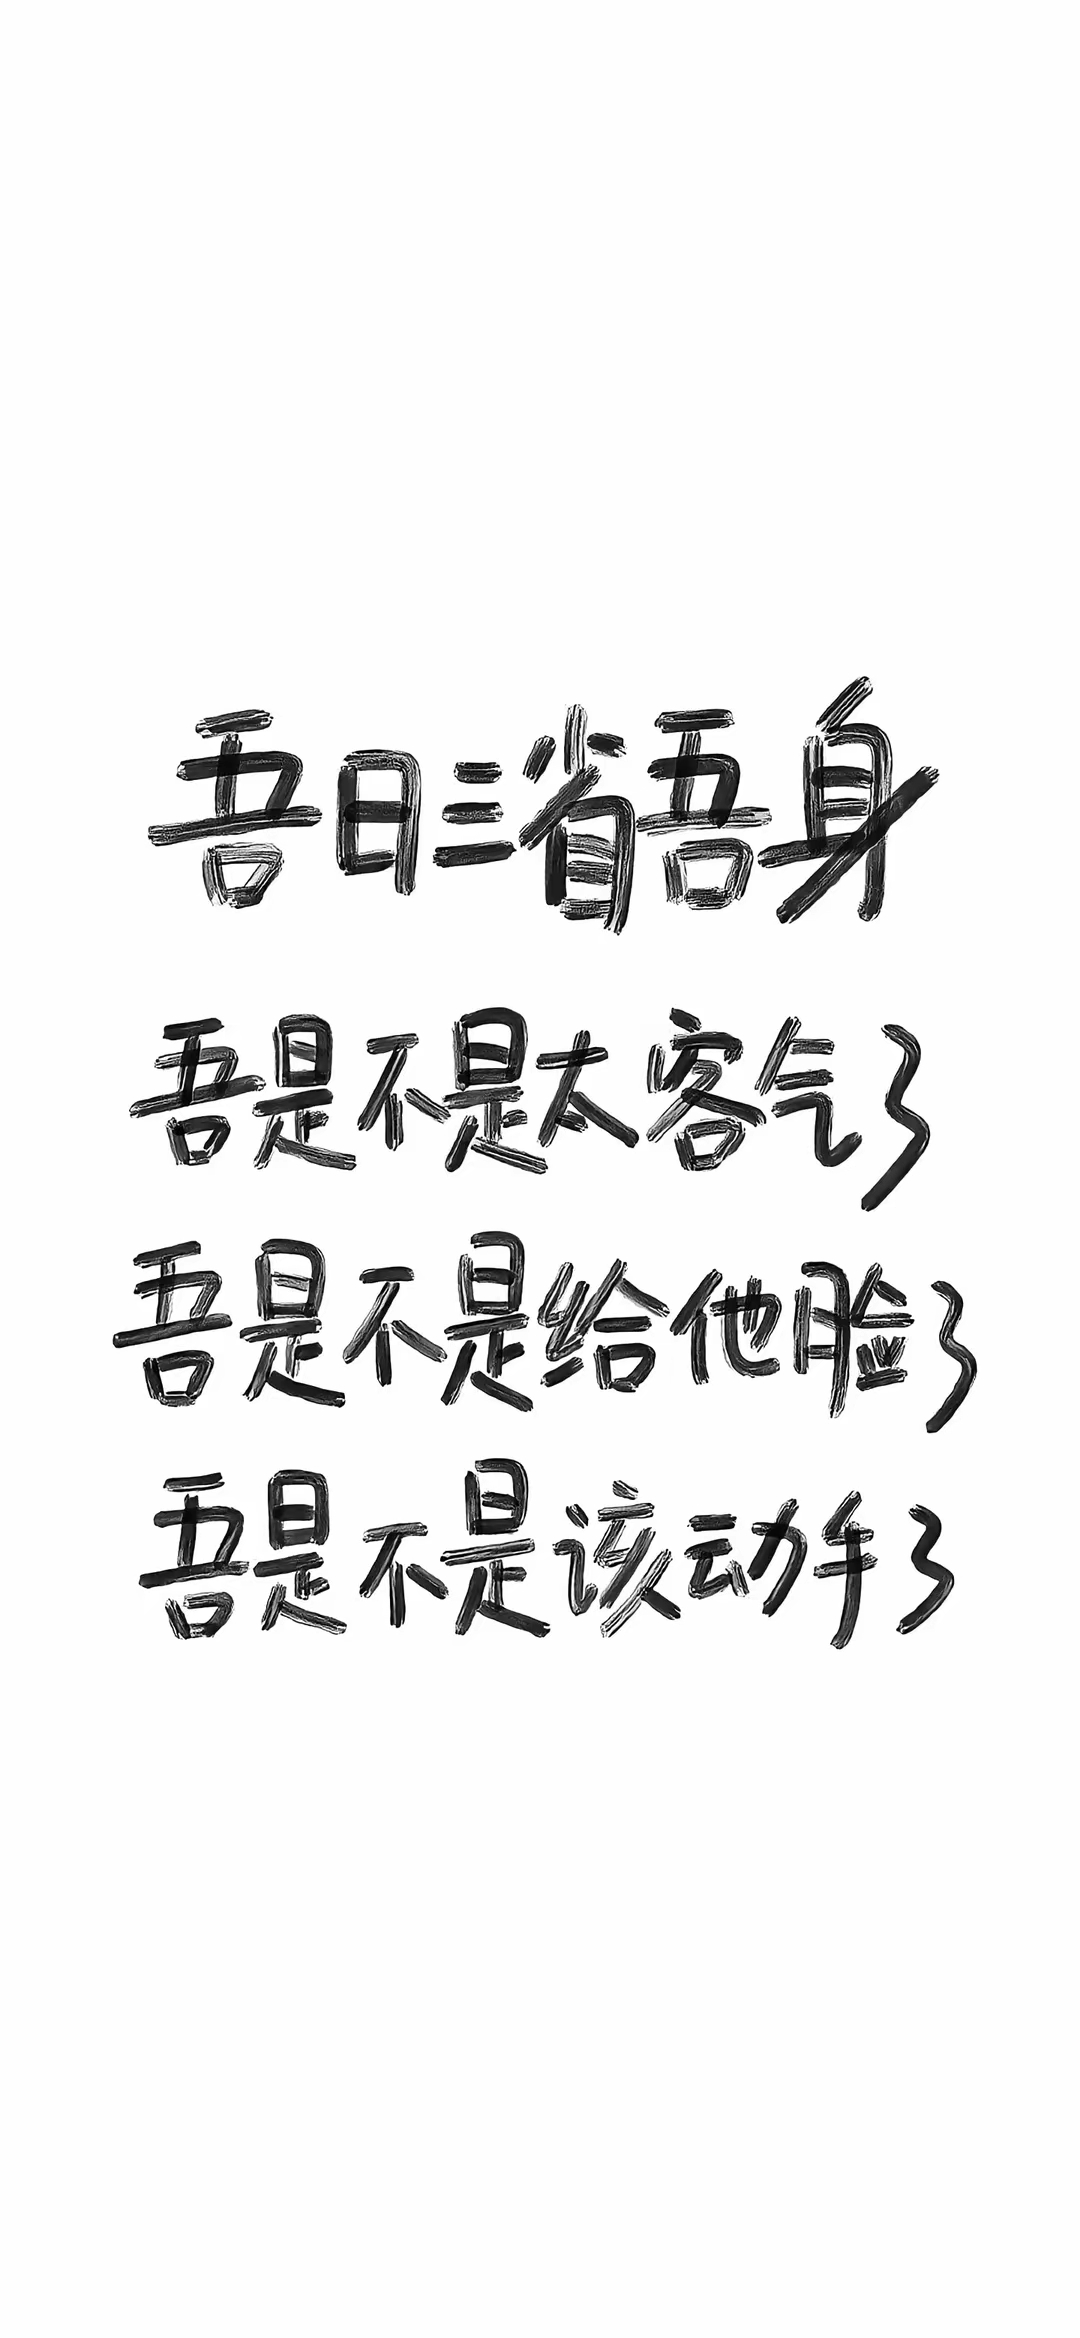 吾日三省吾身
吾是不是太客气了
吾是不是给他脸了
吾是不是该动手了